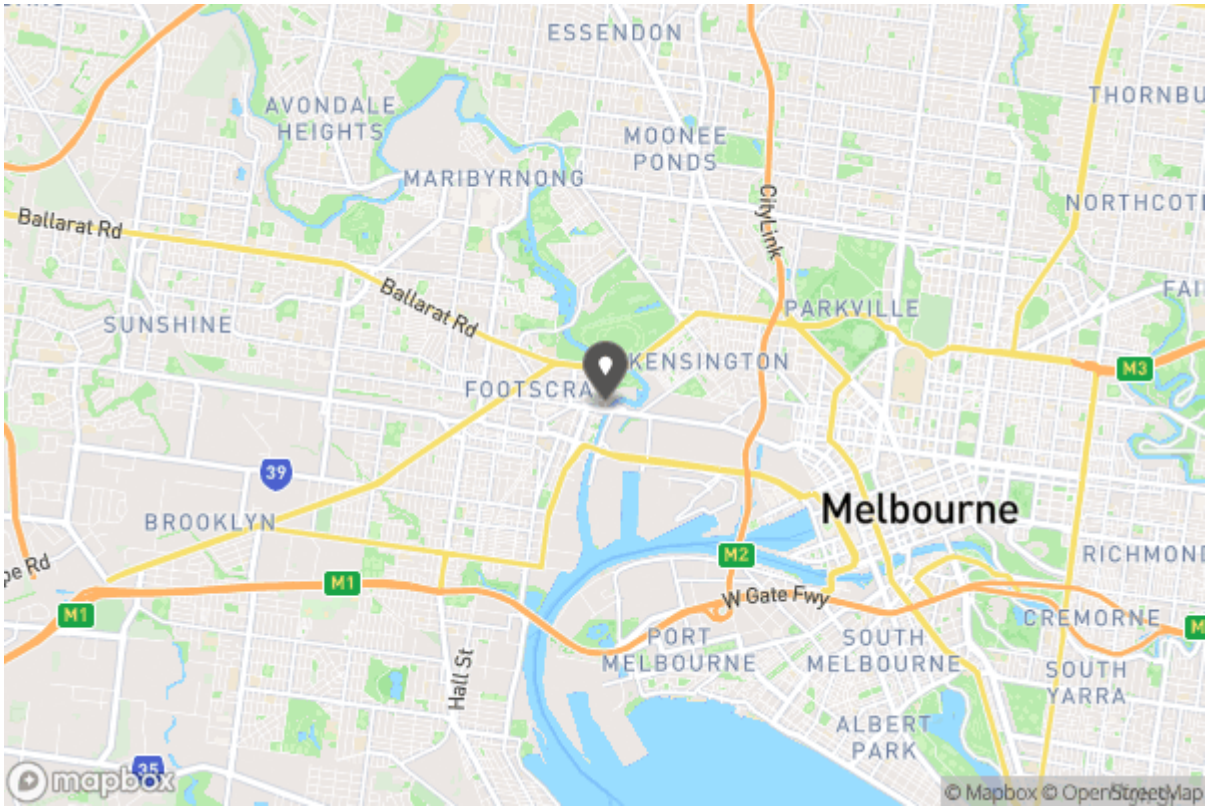 ESSENDON
THORNBU
AVONDALE
HEIGHTS
MOONEE
PONDS
MARIBYRNONG
CityLink
NORTHCOT
Ballarat Rd
Ballarat Rd
FAI
PARKVILLE
SUNSHINE
KENSINGTON
M3
FOOTSCRA
39
Melbourne
BROOKLYN
M2
RICHMOND
pe Rd
M1
M1
W Gate Fwy
CREMORNE
M
PORT
MELBOURNE
SOUTH
MELBOURNE
Hall St
SOUTH
YARRA
ALBERT
PARK
35
mapbox
© Mapbox © OpenStreetMap